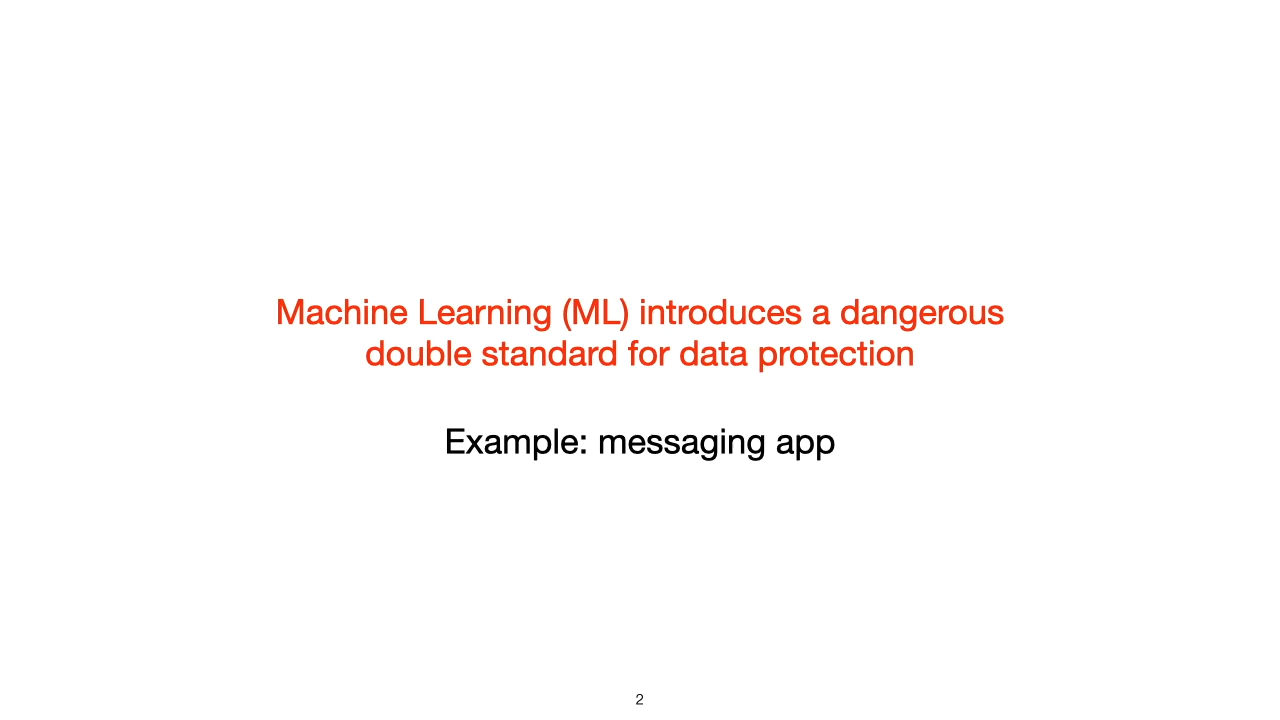 Machine Learning (ML) introduces a dangerous
double standard for data protection
Example: messaging app
2